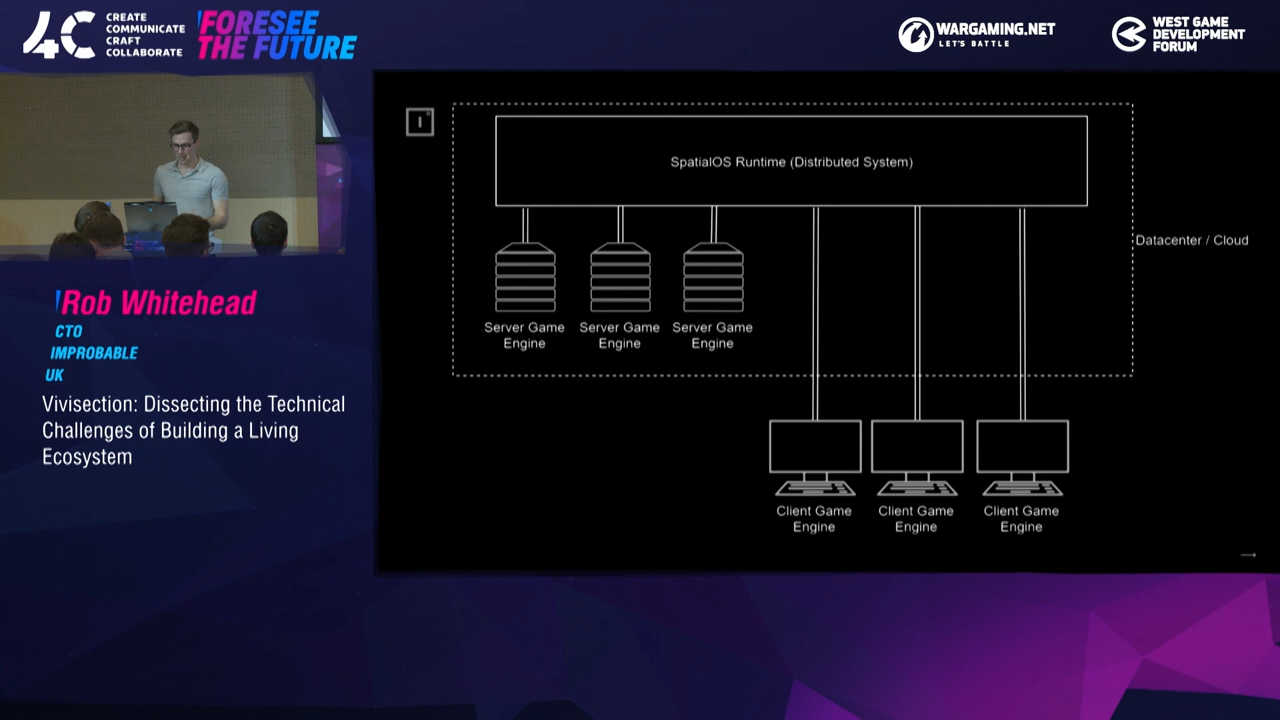 4C
CREATE
COMMUNICATE
CRAFT
COLLABORATE
FORESEE
THE FUTURE
WARGAMING.NET
LET'S BATTLE
WEST GAME
DEVELOPMENT
FORUM
Rob Whitehead
CTO
IMPROBABLE
UK
Vivisection: Dissecting the Technical
Challenges of Building a Living
Ecosystem
SpatialOS Runtime (Distributed System)
Datacenter / Cloud
Server Game
Engine
Server Game
Engine
Server Game
Engine
Client Game
Engine
Client Game
Engine
Client Game
Engine